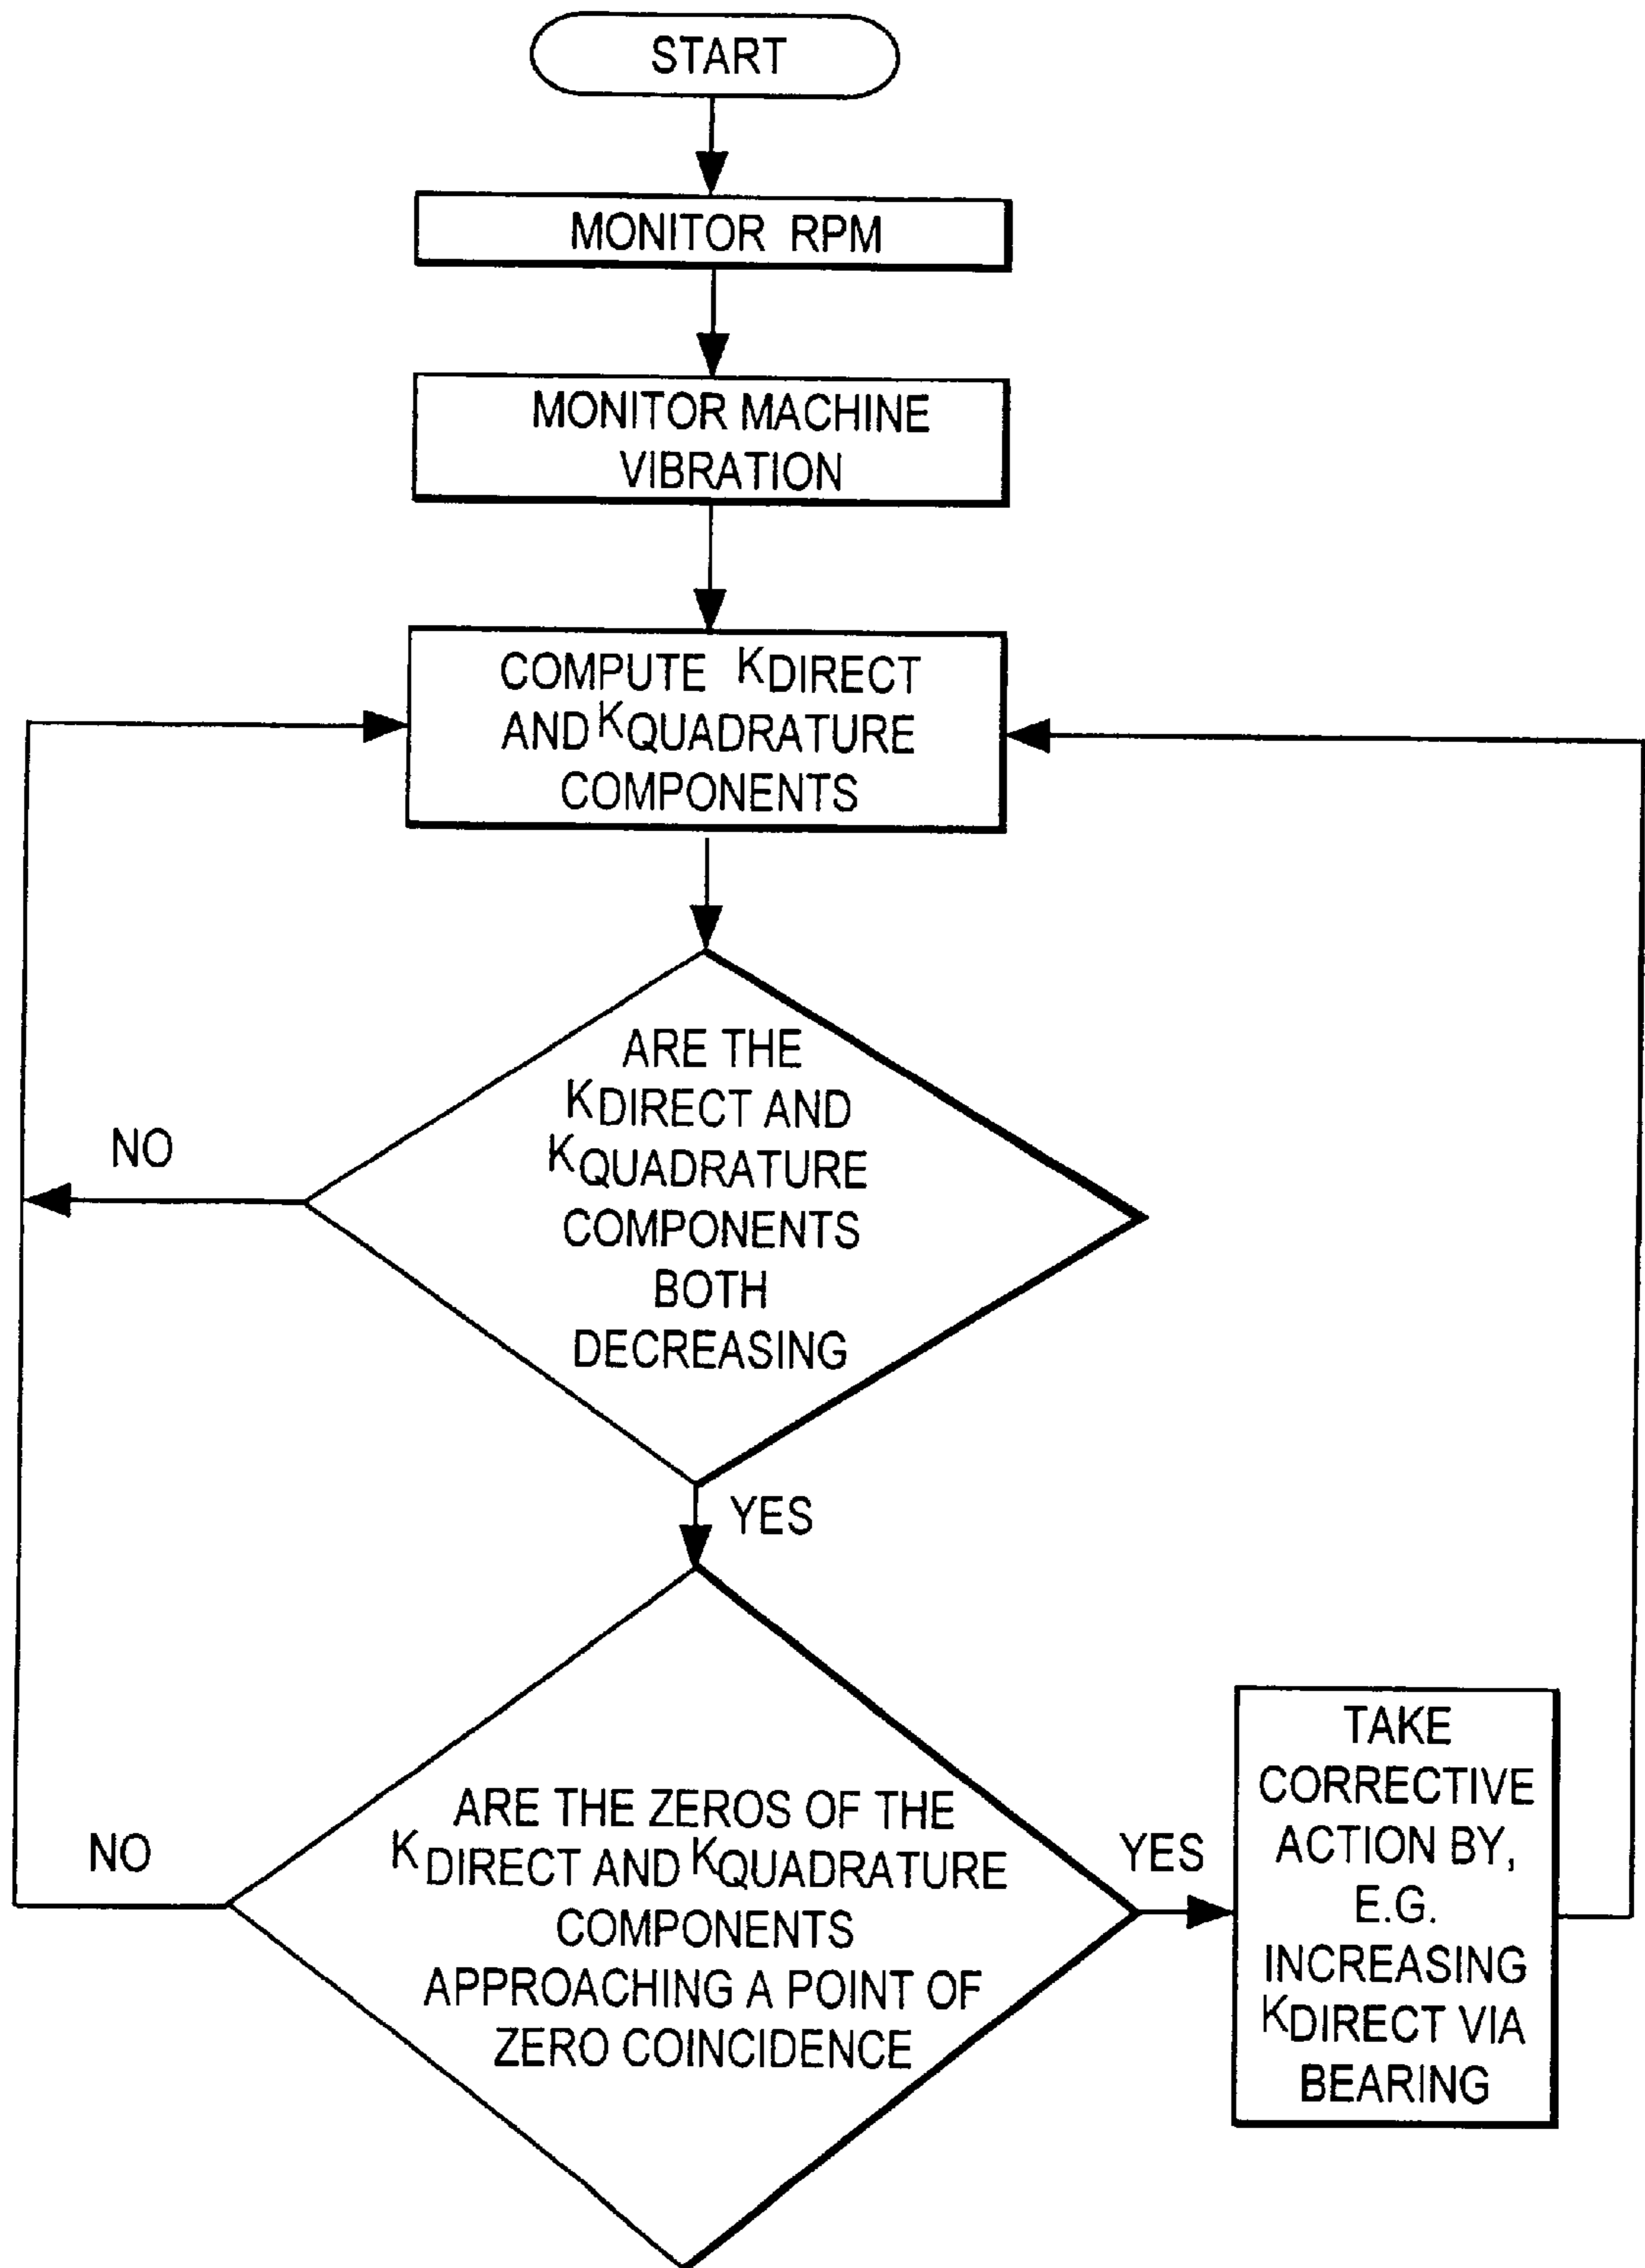 START
MONITOR RPM
MONITOR MACHINE
VIBRATION
COMPUTE KDIRECT
AND KQUADRATURE
COMPONENTS
ARE THE
KDIRECT AND
KQUADRATURE
COMPONENTS
BOTH
DECREASING
NO
YES
ARE THE ZEROS OF THE
KDIRECT AND KQUADRATURE
COMPONENTS
APPROACHING A POINT OF
ZERO COINCIDENCE
NO
YES
TAKE
CORRECTIVE
ACTION BY,
E.G.
INCREASING
KDIRECT VIA
BEARING